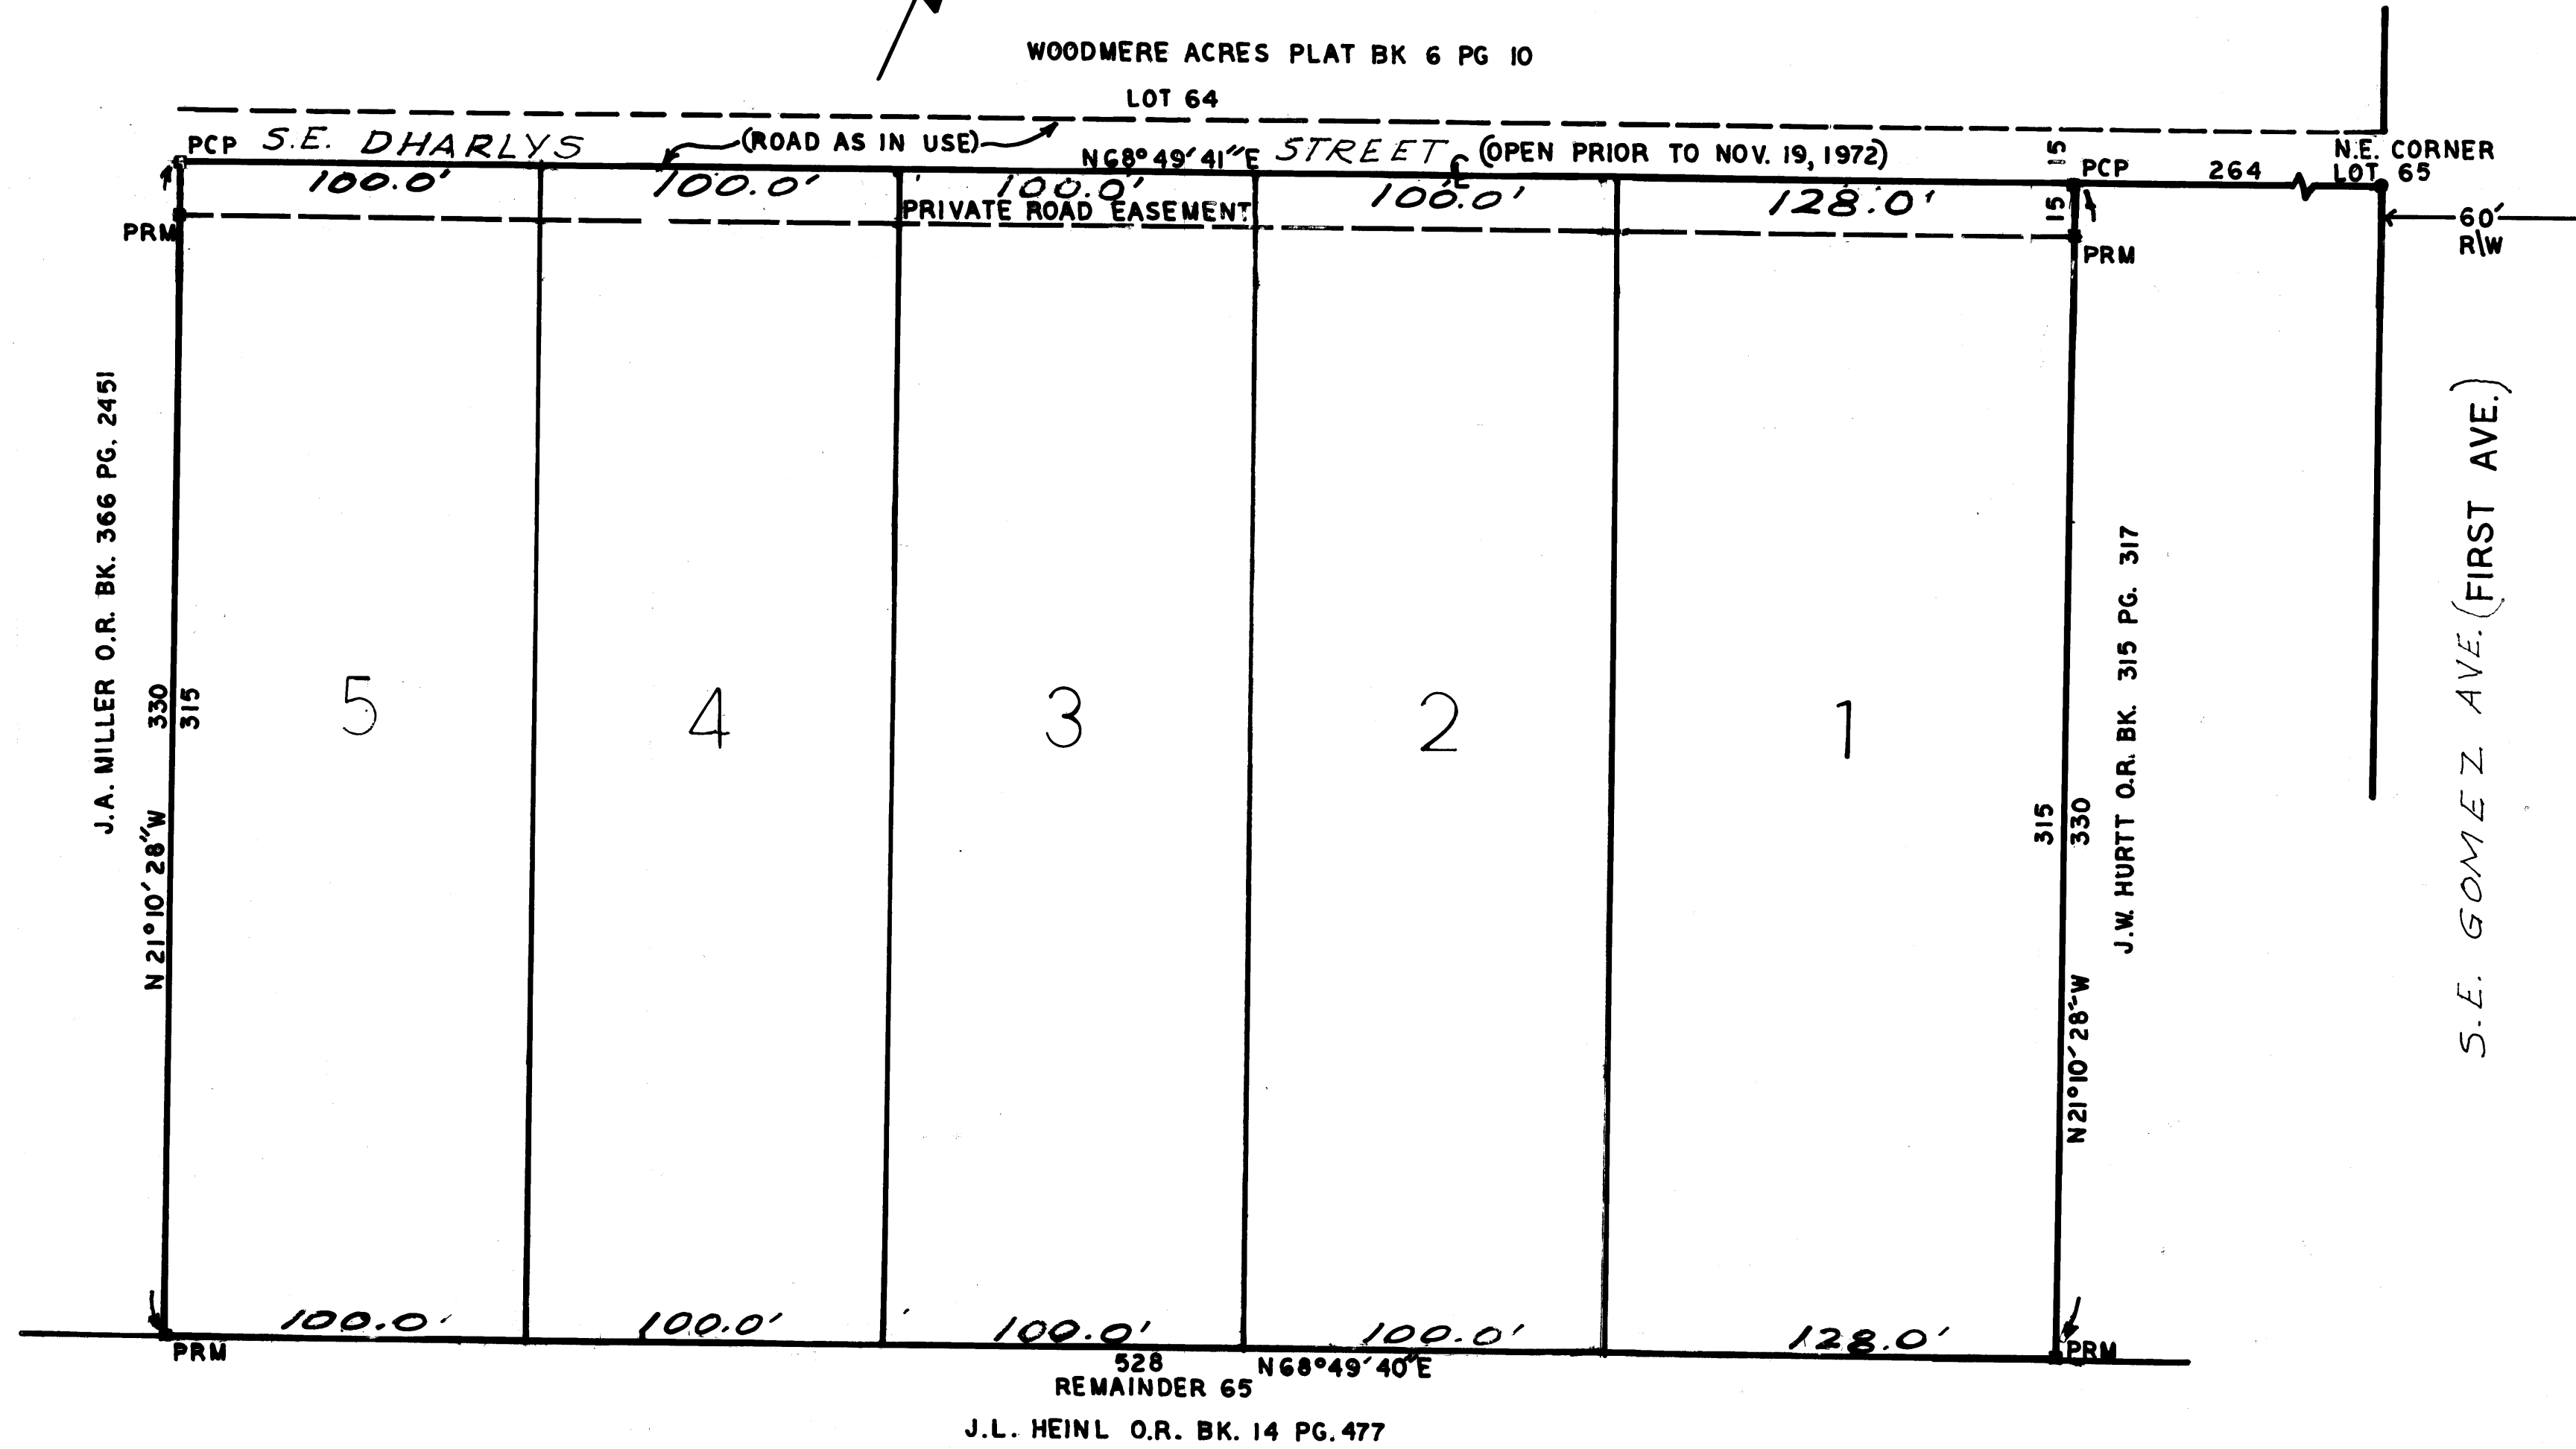 WOODMERE ACRES PLAT BK 6 PG 10
LOT 64
PCP S.E. DHARLYS (ROAD AS IN USE) N68°49'41"E STREET ℄ (OPEN PRIOR TO NOV. 19, 1972) 15 PCP 264 N.E. CORNER
LOT 65
100.0' 100.0' 100.0' 100.0' 128.0' 15
PRIVATE ROAD EASEMENT
60'
R/W
PRM PRM
J.A. MILLER O.R. BK. 366 PG. 2451
N 21°10'28"W
330
315
5 4 3 2 1
315
330
N21°10'28"W
J.W. HURTT O.R. BK. 315 PG. 317
S.E. GOMEZ AVE. (FIRST AVE.)
100.0' 100.0' 100.0' 100.0' 128.0'
PRM PRM
528 N68°49'40"E
REMAINDER 65
J.L. HEINL O.R. BK. 14 PG. 477